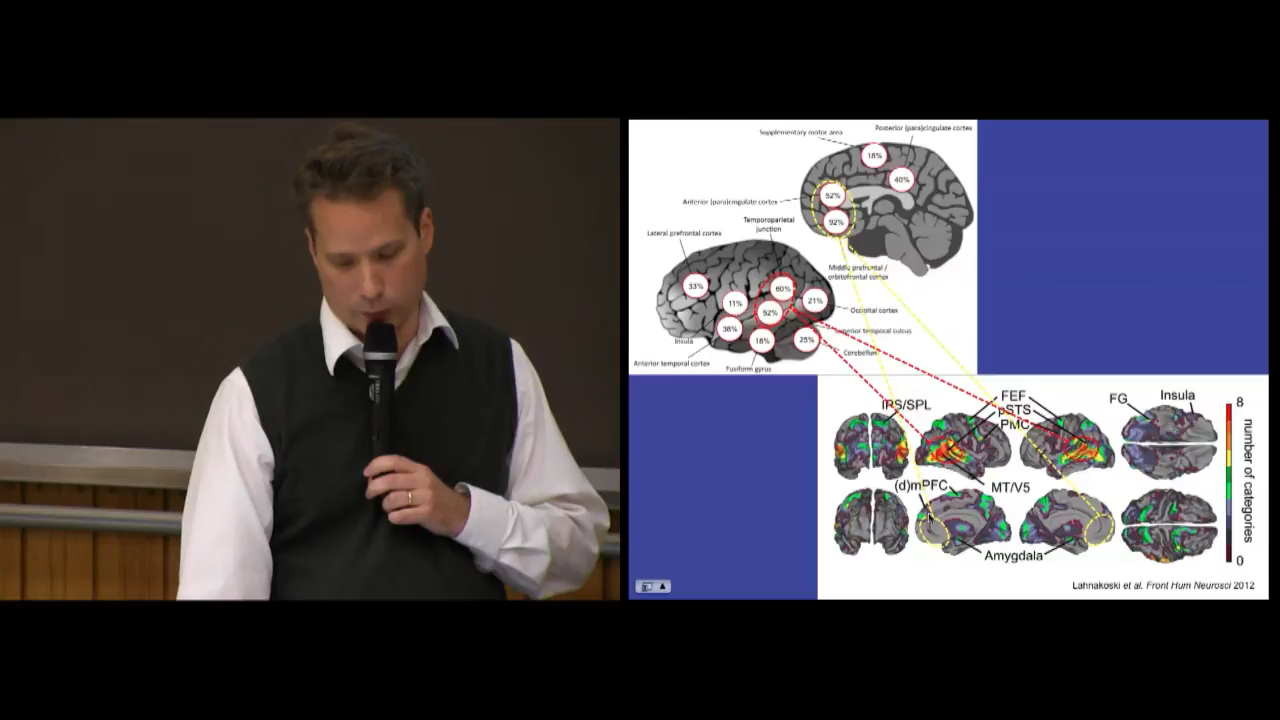 Supplementary motor area
Posterior (para)cingulate cortex
18%
40%
52%
Anterior (para)cingulate cortex
92%
Temporoparietal
junction
Lateral prefrontal cortex
Middle prefrontal /
orbitofrontal cortex
33%
60%
11%
21%
52%
Occipital cortex
36%
18%
25%
Superior temporal sulcus
Insula
Cerebellum
Anterior temporal cortex
Fusiform gyrus
IPS/SPL
FEF
pSTS
PMC
FG
Insula
8
number of categories
0
(d)mPFC
MT/V5
Amygdala
Lahnakoski et al. Front Hum Neurosci 2012